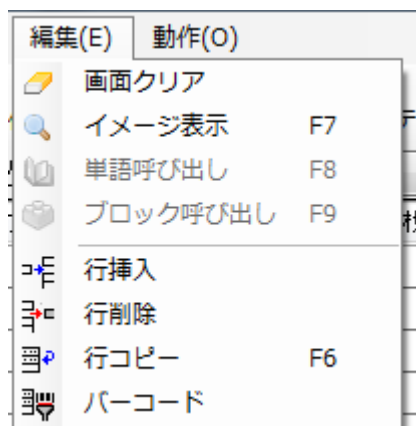 編集(E) 動作(O)
画面クリア
イメージ表示 F7
単語呼び出し F8
ブロック呼び出し F9
行挿入
行削除
行コピー F6
バーコード